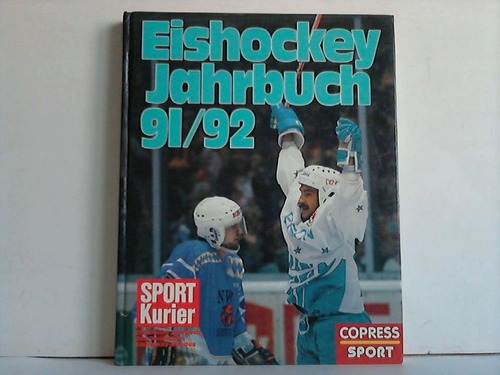 Eishockey
Jahrbuch
91/92
SPORT
Kurier
COPRESS
SPORT